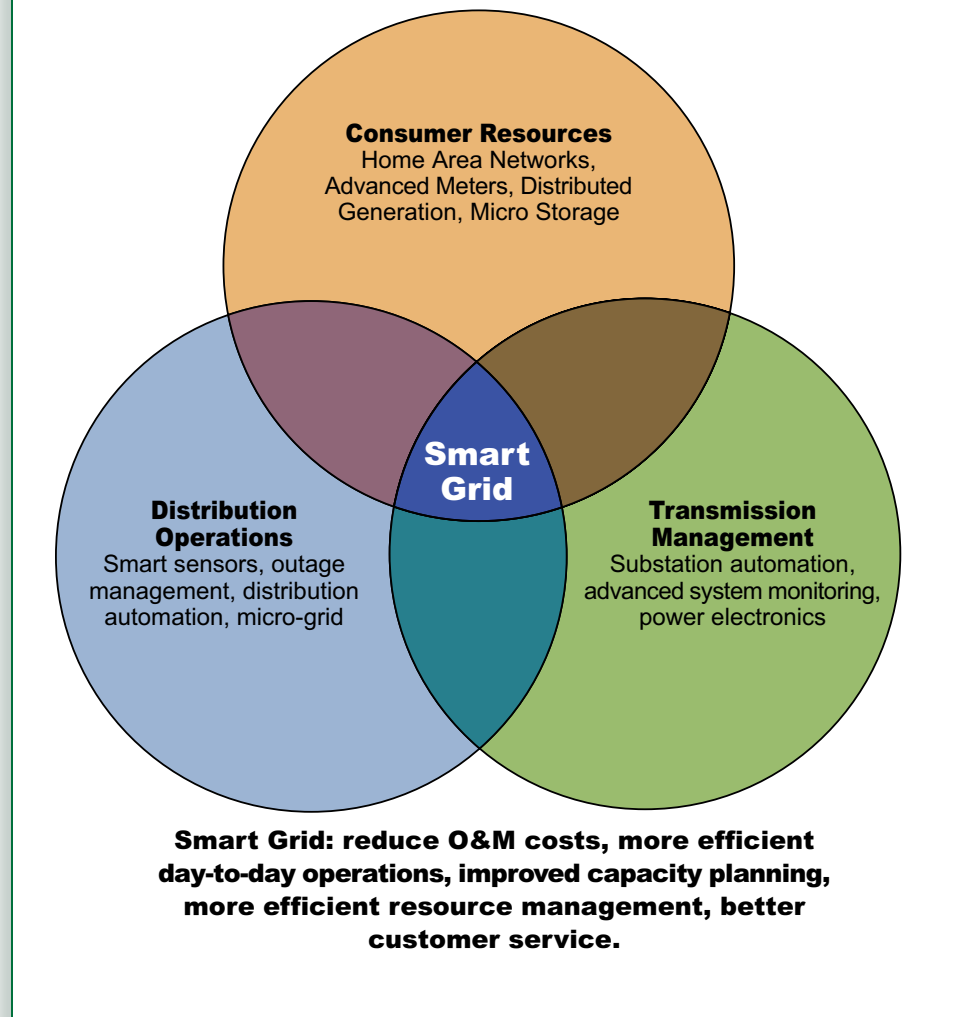 Consumer Resources
Home Area Networks,
Advanced Meters, Distributed
Generation, Micro Storage
Smart
Grid
Distribution
Operations
Smart sensors, outage
management, distribution
automation, micro-grid
Transmission
Management
Substation automation,
advanced system monitoring,
power electronics
Smart Grid: reduce O&M costs, more efficient
day-to-day operations, improved capacity planning,
more efficient resource management, better
customer service.